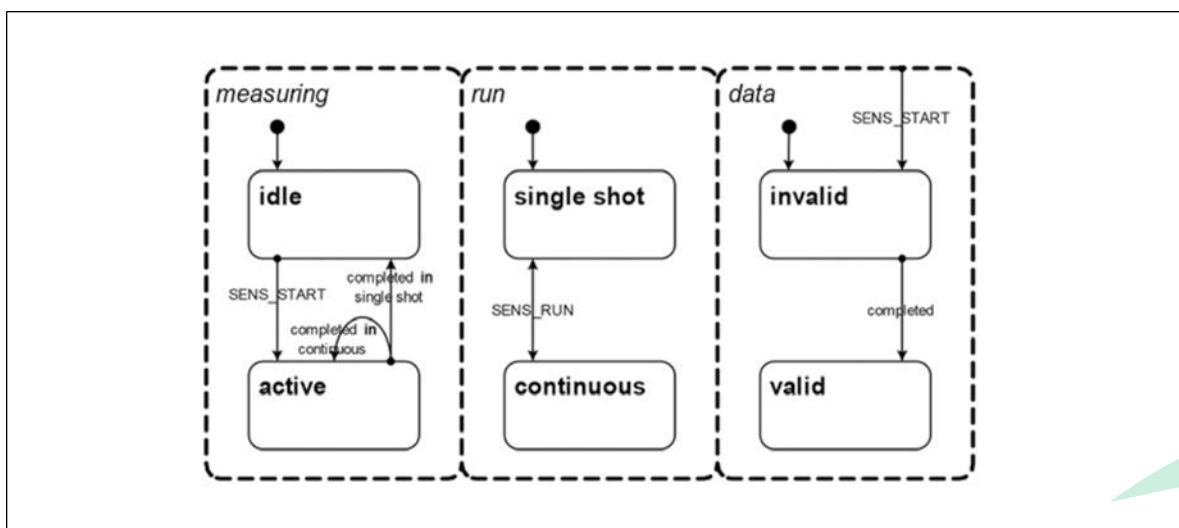 measuring
idle
SENS_START
completed in
single shot
completed in
continuous
active
run
single shot
SENS_RUN
continuous
data
SENS_START
invalid
completed
valid